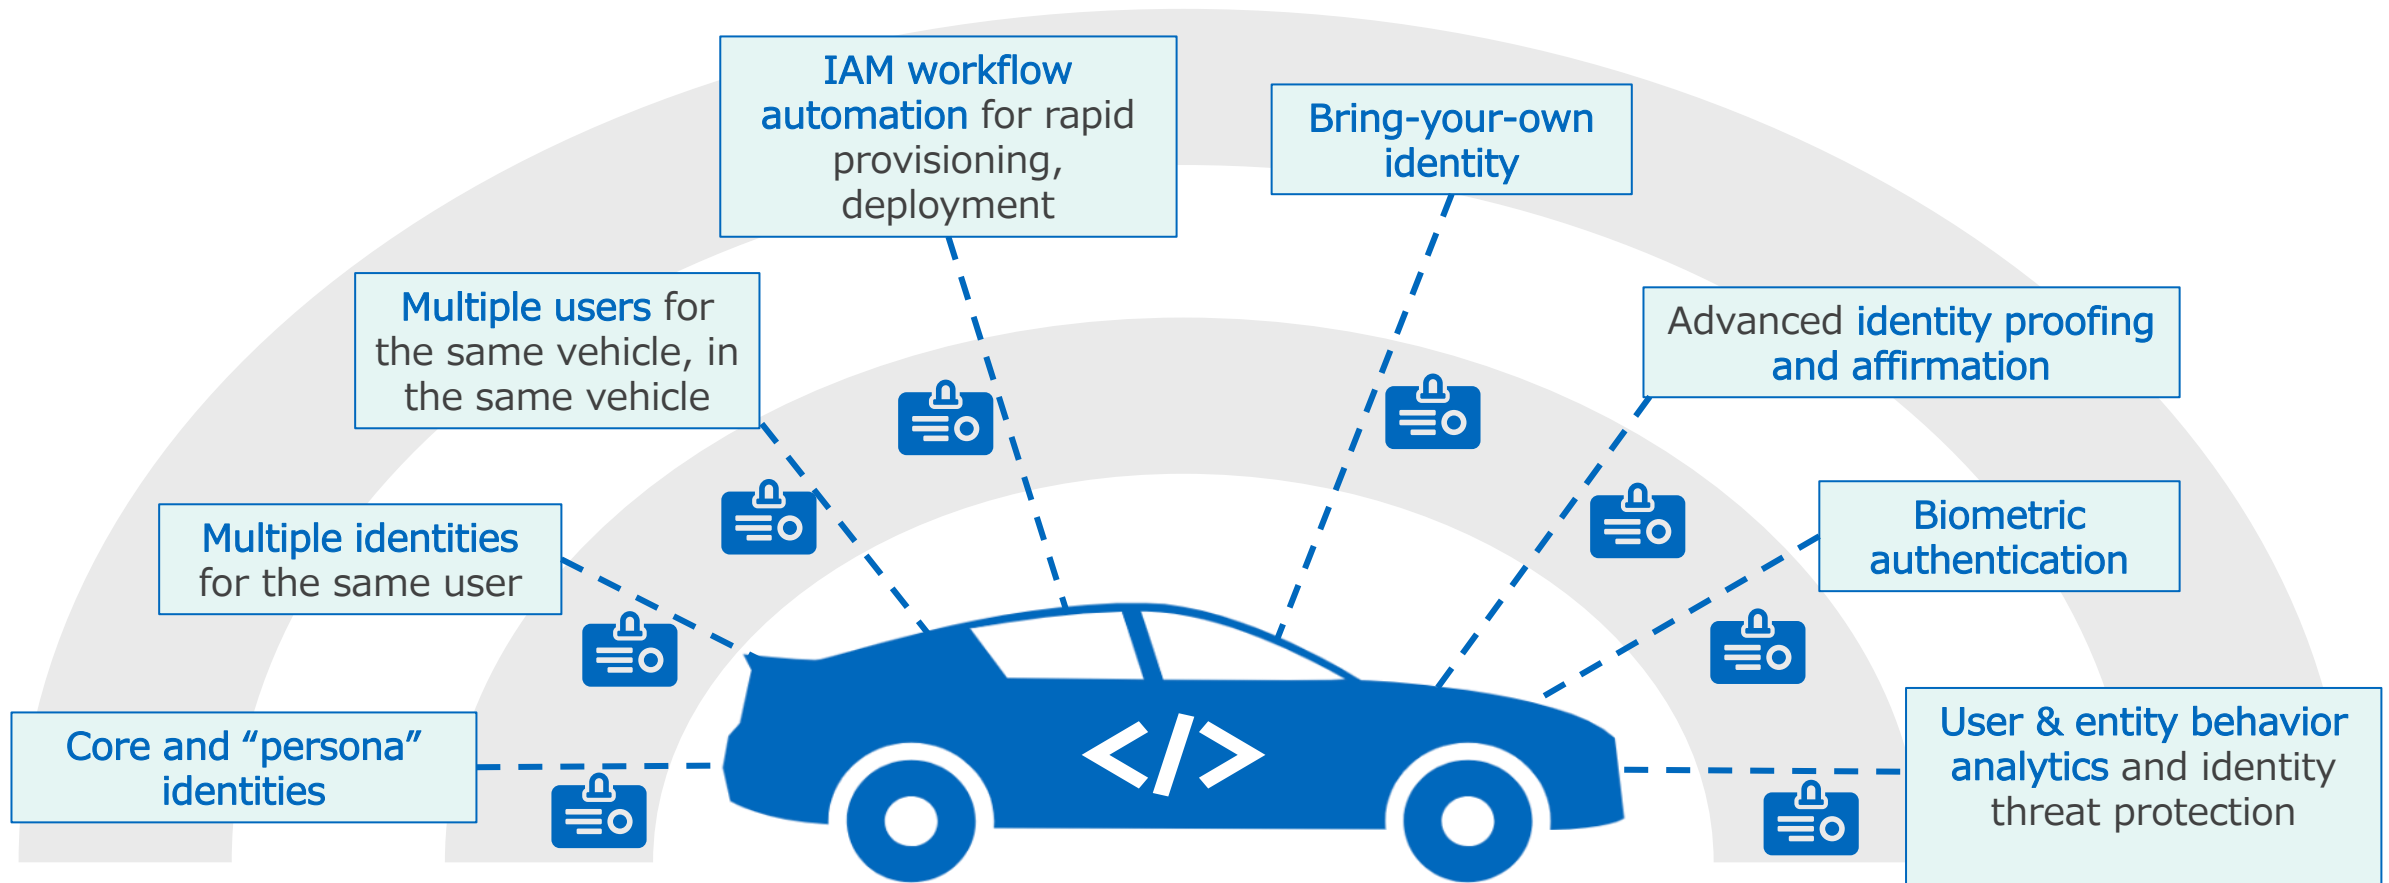 IAM workflow
automation for rapid
provisioning,
deployment
Bring-your-own
identity
Multiple users for
the same vehicle, in
the same vehicle
Advanced identity proofing
and affirmation
Multiple identities
for the same user
Biometric
authentication
Core and “persona”
identities
User & entity behavior
analytics and identity
threat protection
</>